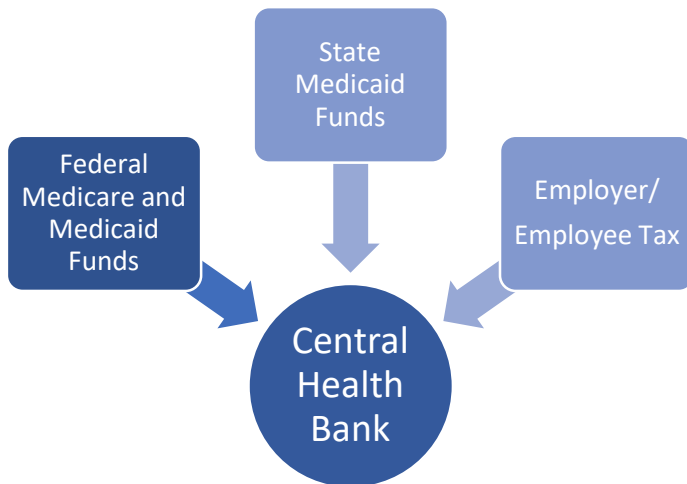 State
Medicaid
Funds
Federal
Medicare and
Medicaid
Funds
Employer/
Employee Tax
Central
Health
Bank